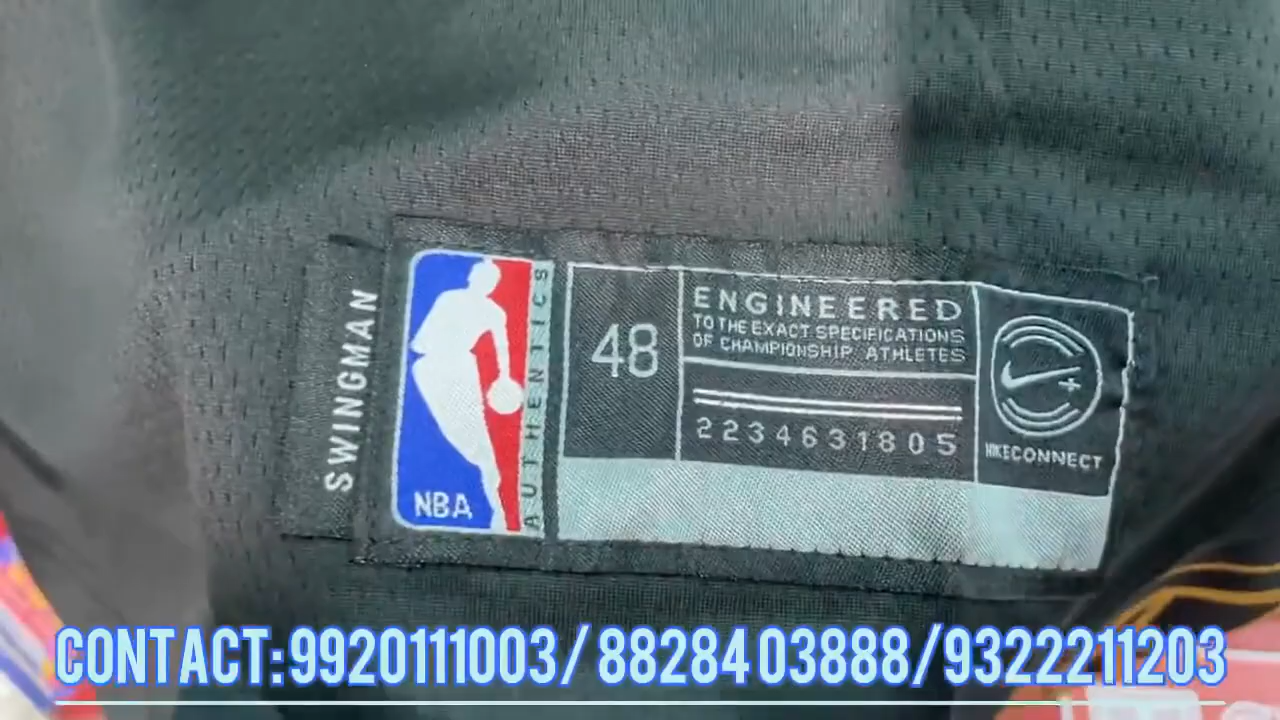 SWINGMAN
NBA
AUTHENTICS
48
ENGINEERED
TO THE EXACT SPECIFICATIONS
OF CHAMPIONSHIP ATHLETES
2234631805
NIKECONNECT
CONTACT:9920111003/ 8828403888/9322211203